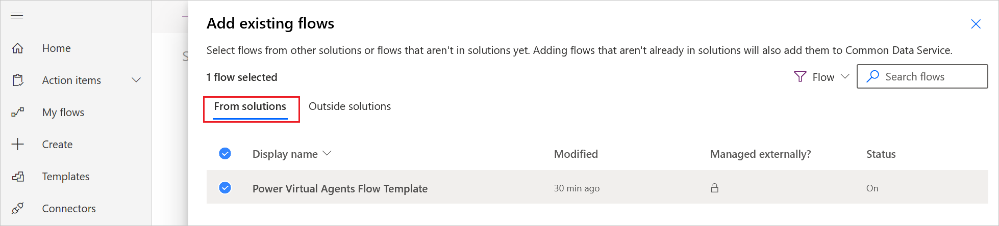 Home
Action items
My flows
Create
Templates
Connectors
S
Add existing flows
Select flows from other solutions or flows that aren't in solutions yet. Adding flows that aren't already in solutions will also add them to Common Data Service.
1 flow selected
Flow
Search flows
From solutions Outside solutions
Display name Modified Managed externally? Status
Power Virtual Agents Flow Template 30 min ago On